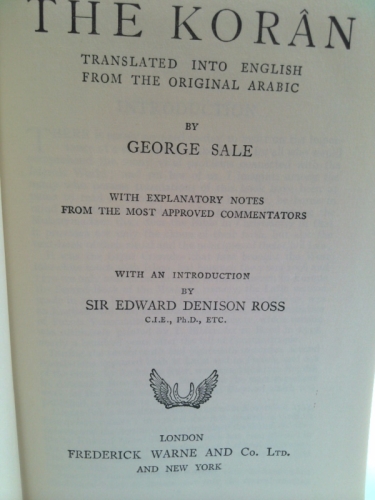 THE KORÂN
TRANSLATED INTO ENGLISH
FROM THE ORIGINAL ARABIC
BY
GEORGE SALE
WITH EXPLANATORY NOTES
FROM THE MOST APPROVED COMMENTATORS
WITH AN INTRODUCTION
BY
SIR EDWARD DENISON ROSS
C.I.E., Ph.D., ETC.
LONDON
FREDERICK WARNE AND Co. LTD.
AND NEW YORK